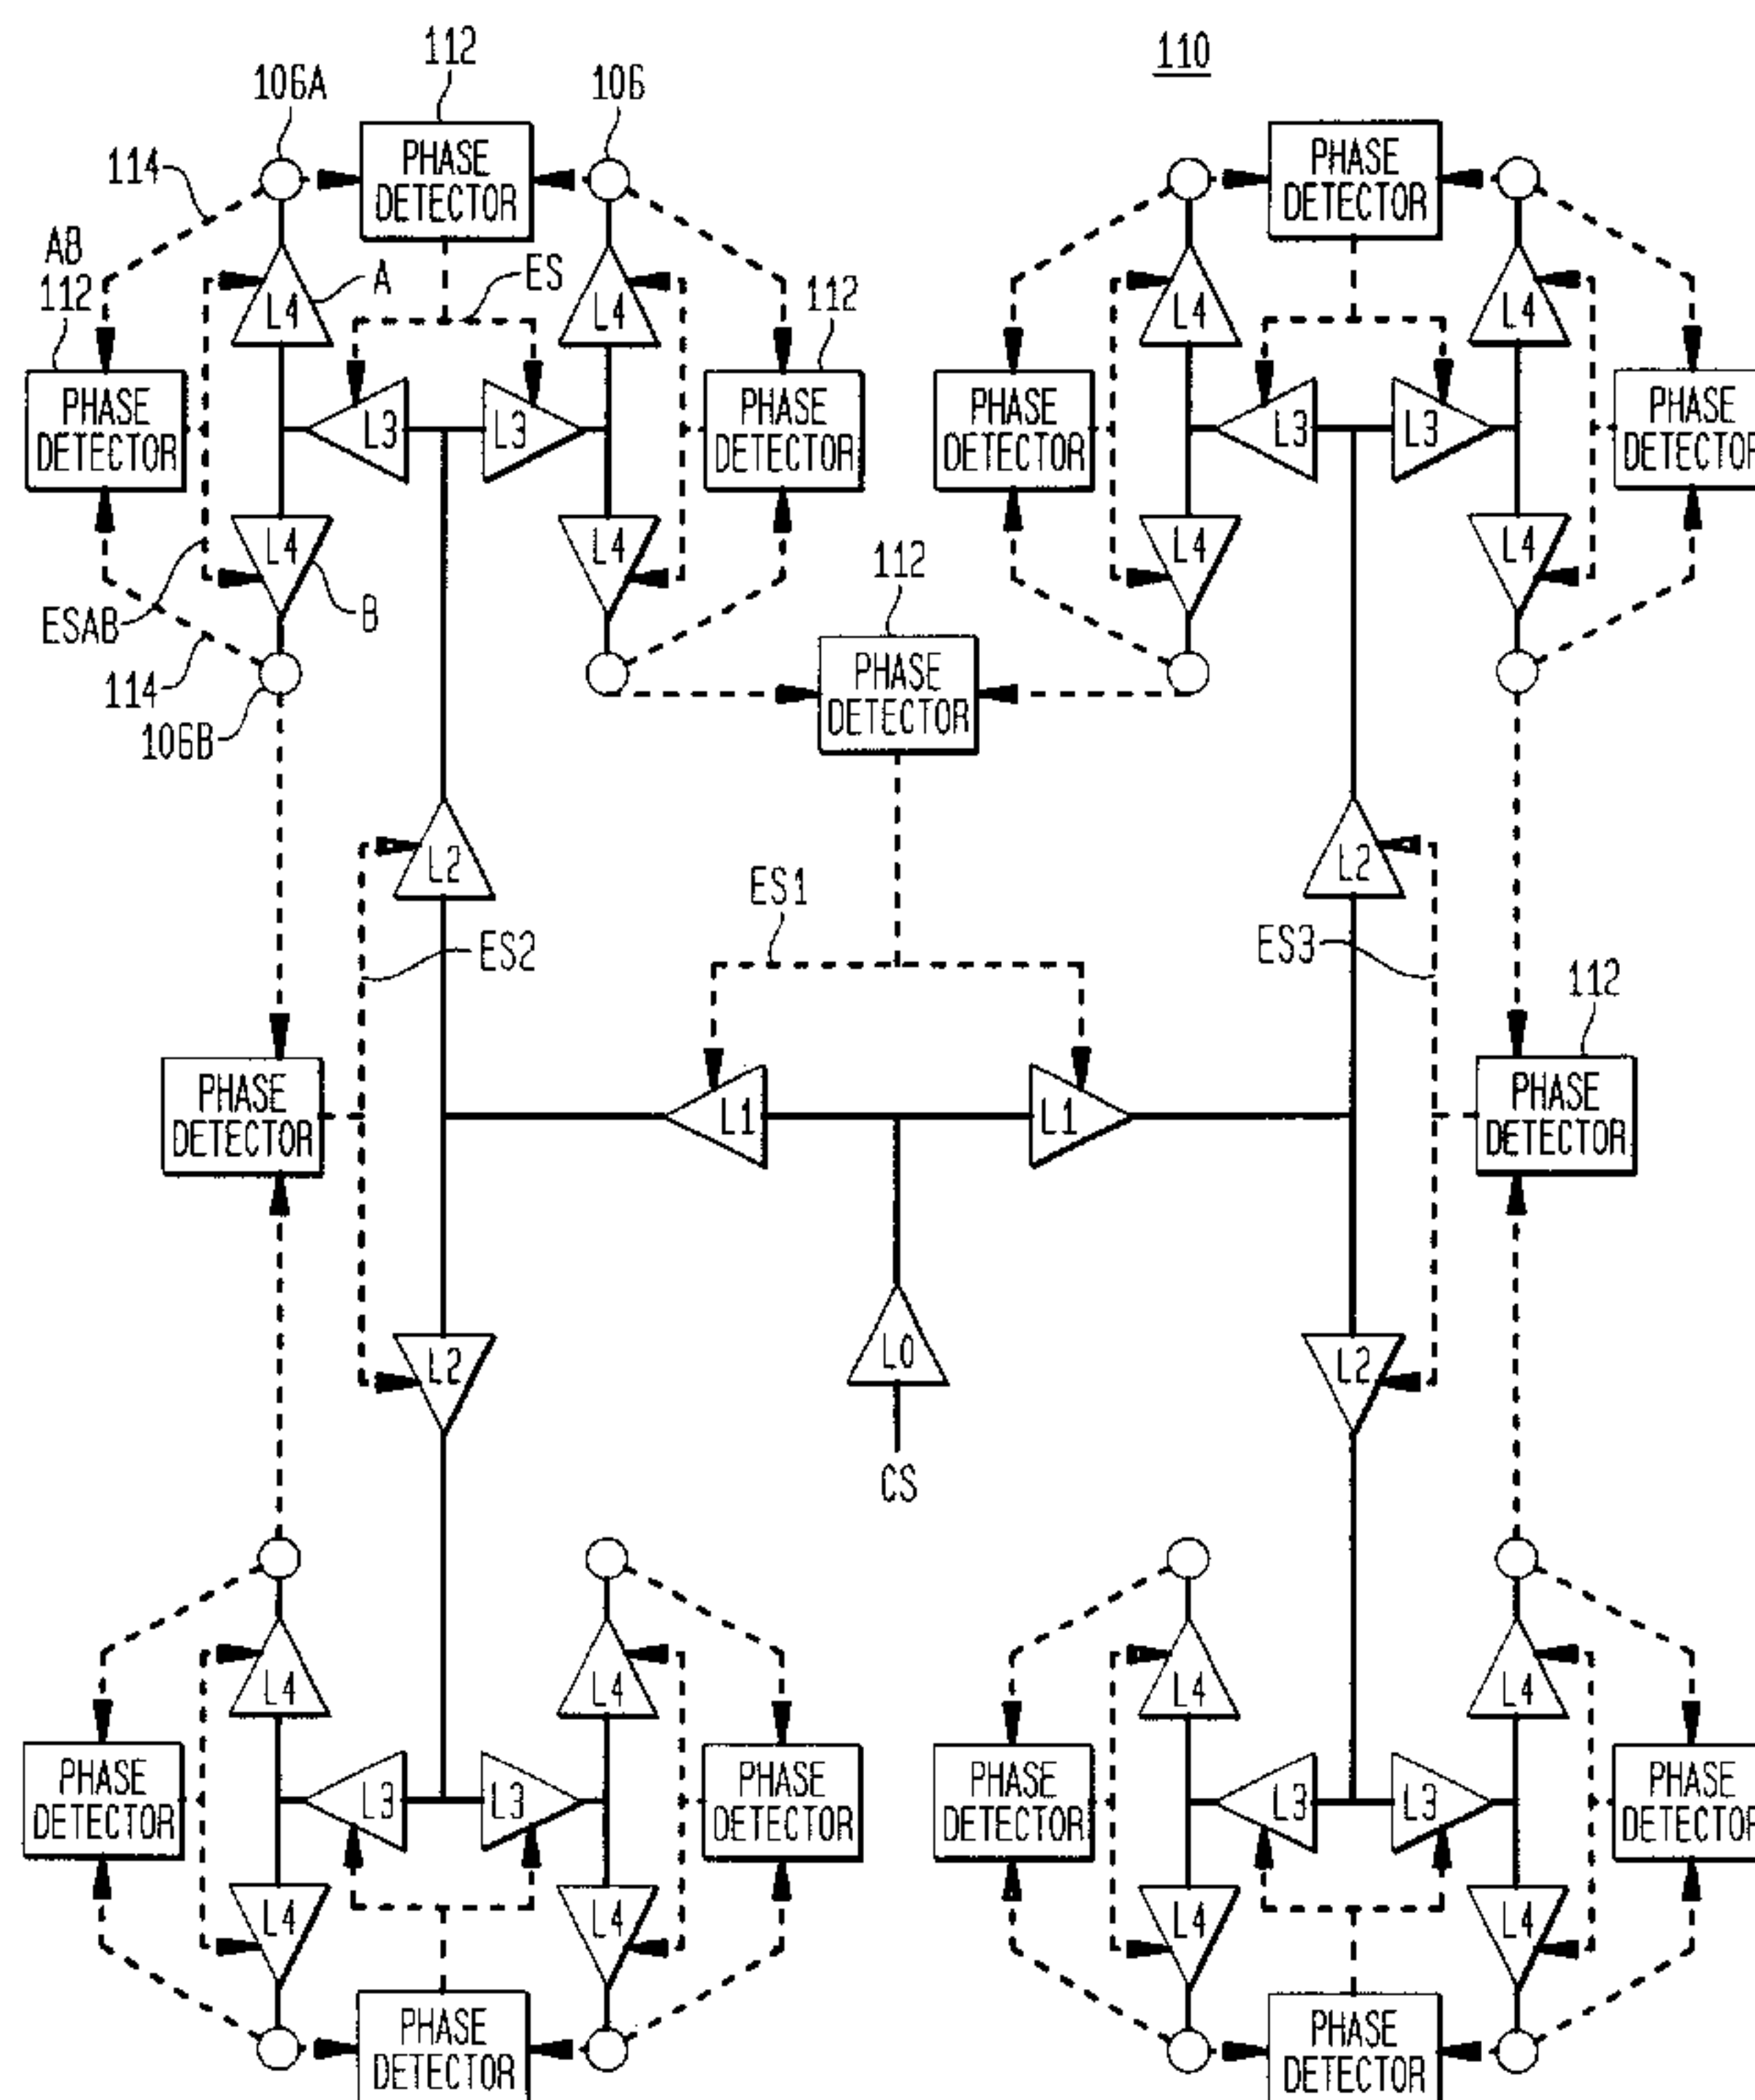 112
110
106A
106
PHASE
DETECTOR
PHASE
DETECTOR
114
AB
112
A
ES
112
L4
L4
L4
L4
PHASE
DETECTOR
L3
L3
PHASE
DETECTOR
PHASE
DETECTOR
L3
L3
PHASE
DETECTOR
L4
L4
L4
L4
ESAB
B
112
114
106B
PHASE
DETECTOR
L2
L2
ES1
ES2
ES3
112
PHASE
DETECTOR
L1
L1
PHASE
DETECTOR
L2
L0
L2
CS
L4
L4
L4
L4
PHASE
DETECTOR
L3
L3
PHASE
DETECTOR
PHASE
DETECTOR
L3
L3
PHASE
DETECTOR
L4
L4
L4
L4
PHASE
DETECTOR
PHASE
DETECTOR